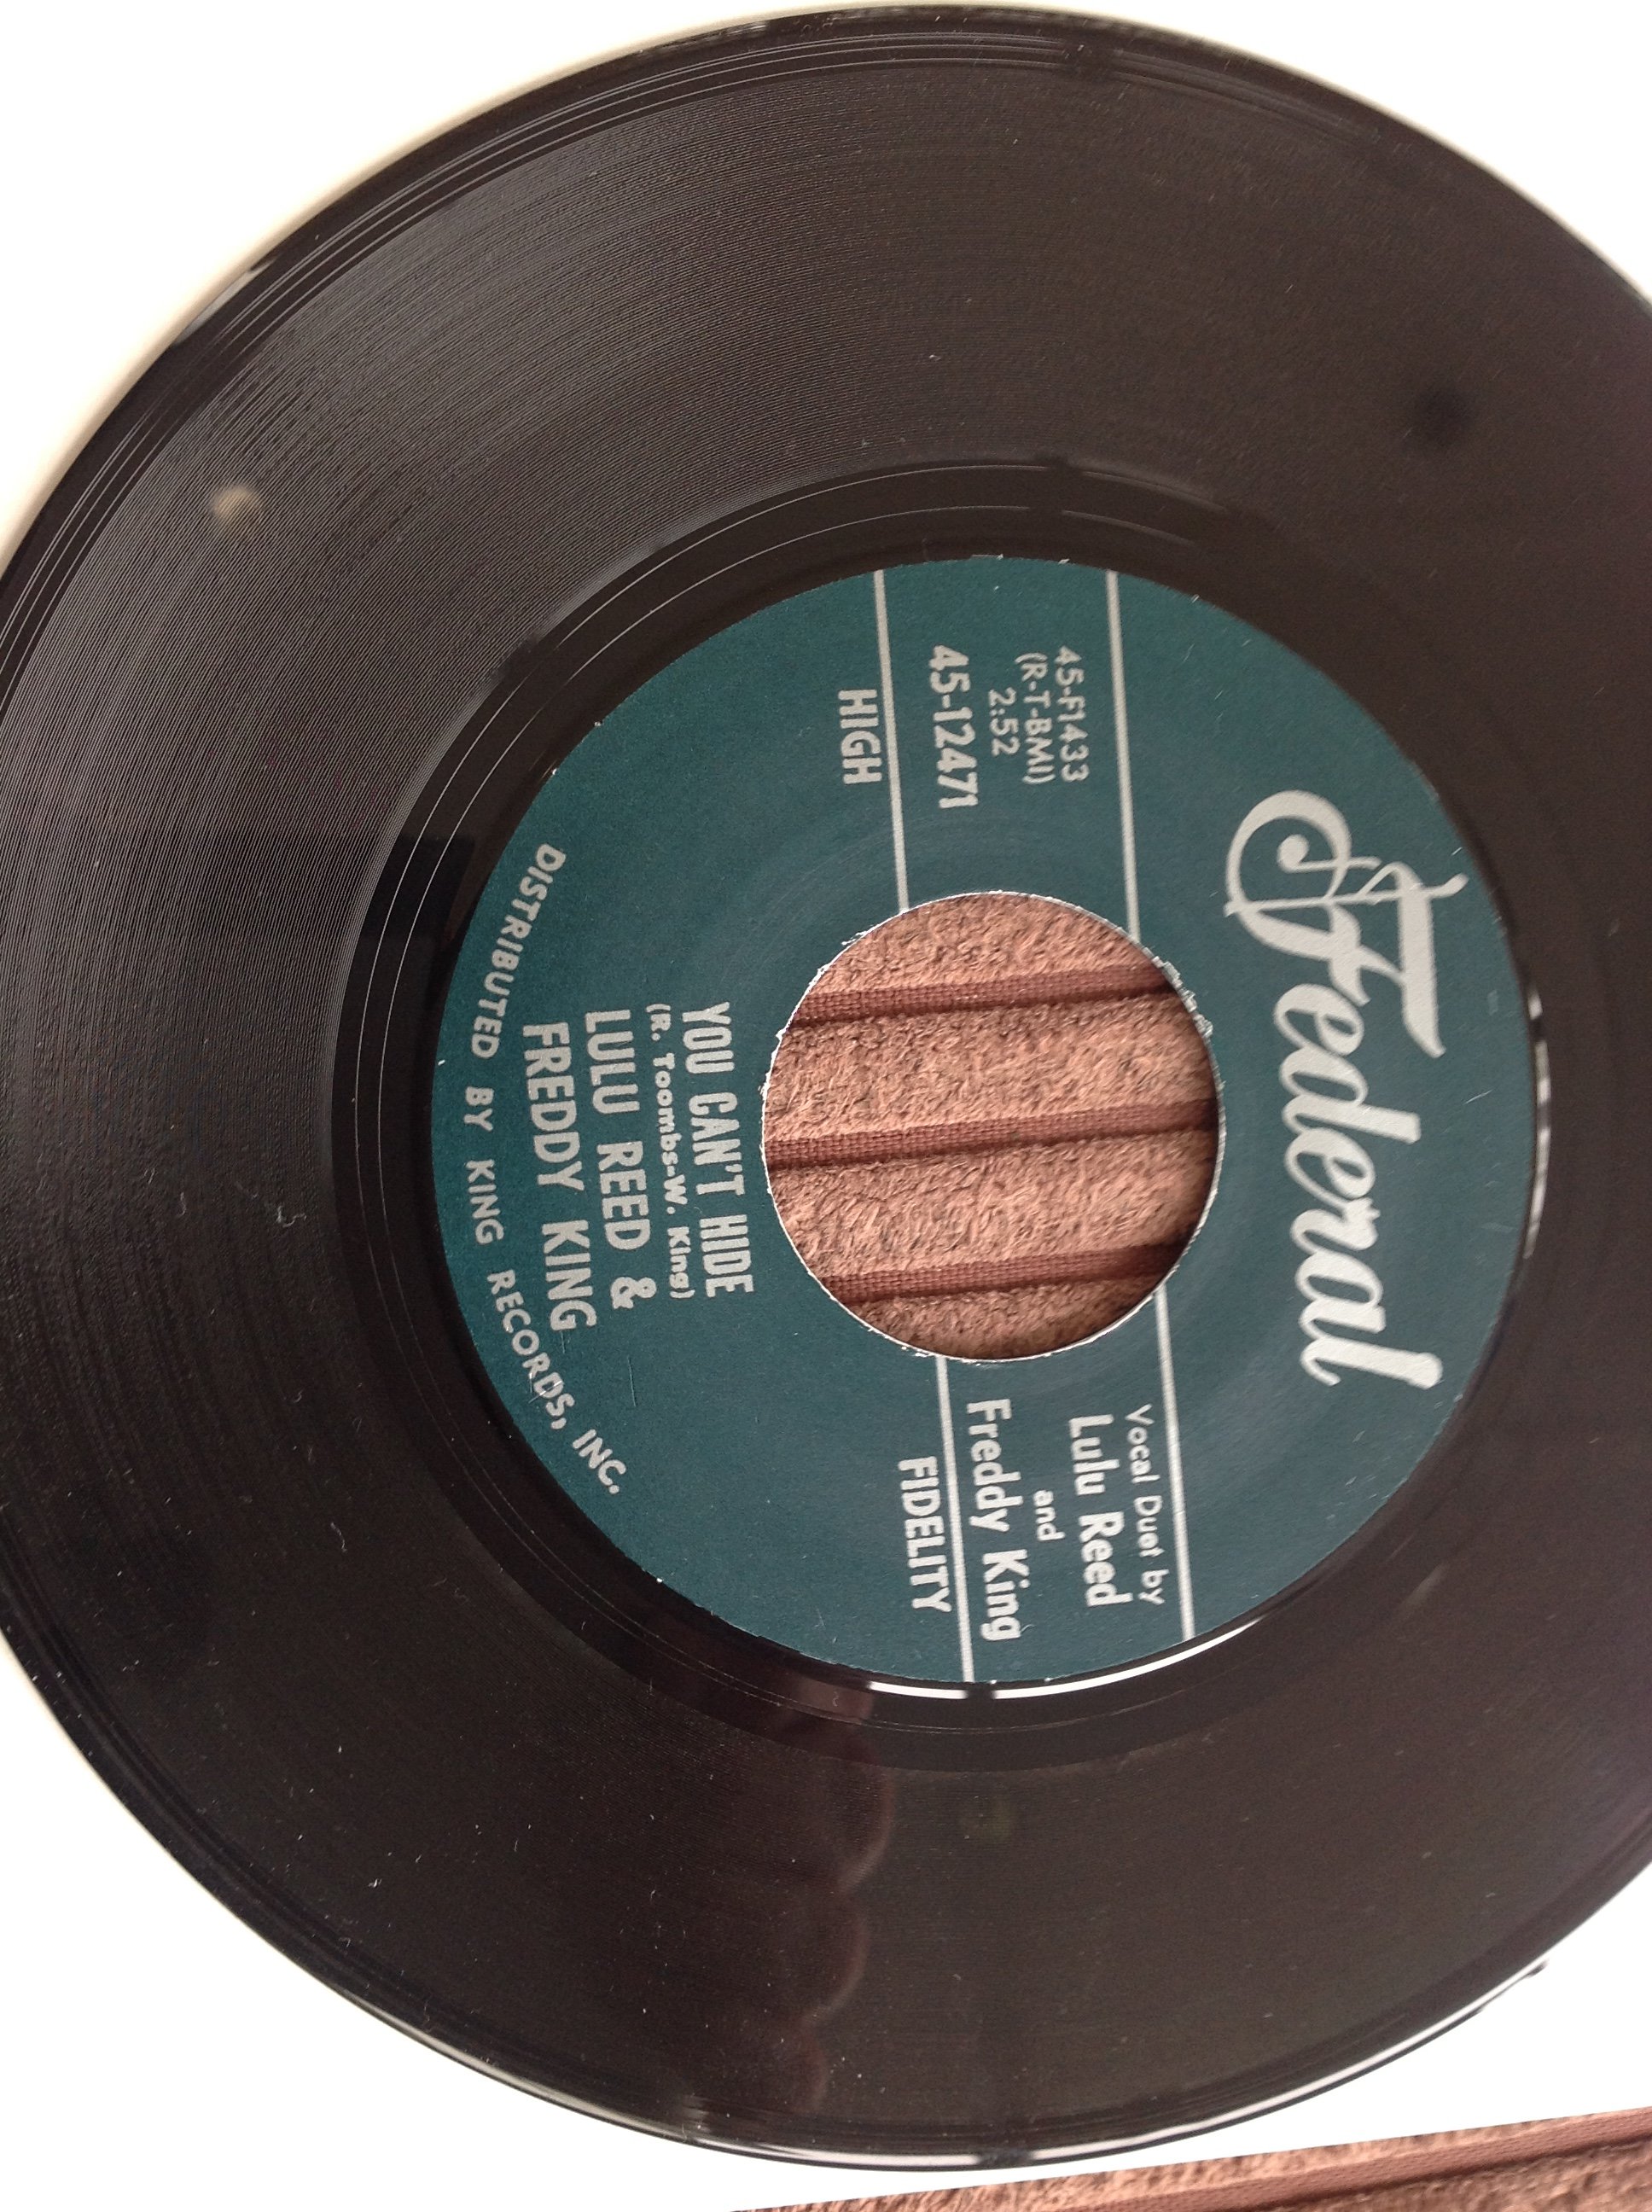 Federal
45-F1433
(R-T-BMI)
2:52
45-12471
Vocal Duet by
Lulu Reed
and
Freddy King
HIGH
FIDELITY
YOU CAN'T HIDE
(R. Toombs-W. King)
LULU REED &
FREDDY KING
DISTRIBUTED BY KING RECORDS, INC.